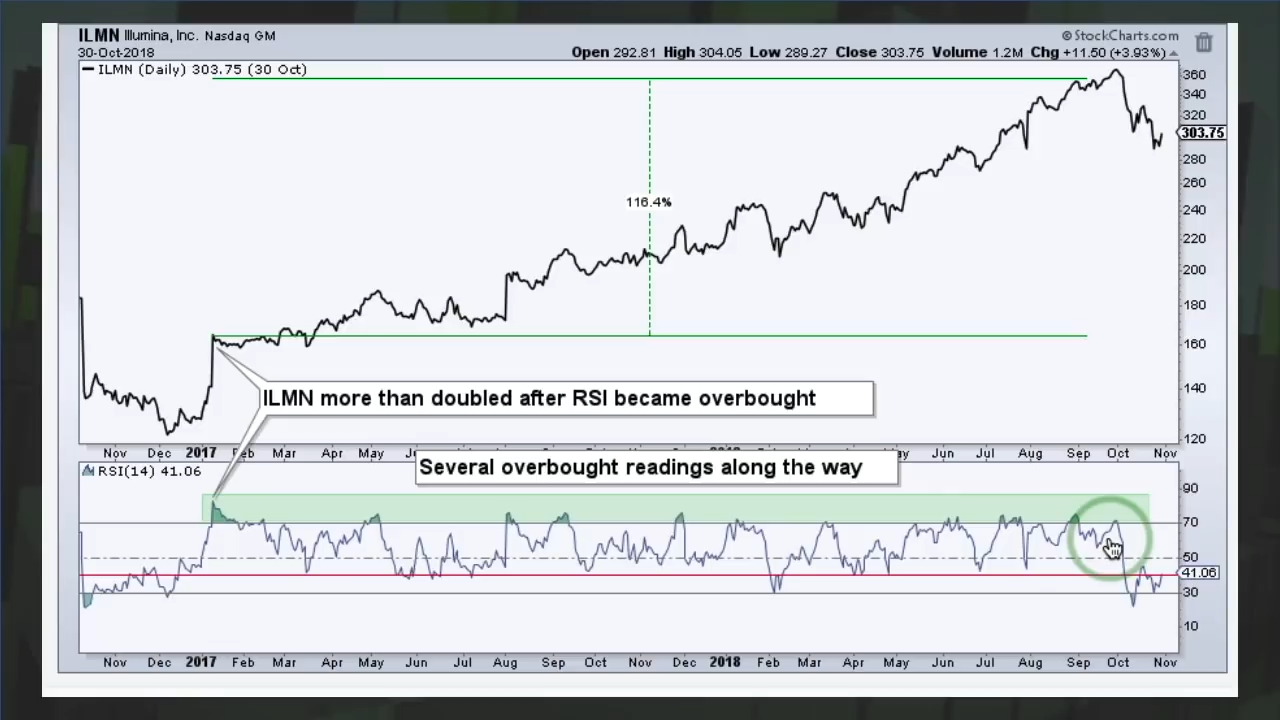 ILMN Illumina, Inc. Nasdaq GM
© StockCharts.com
30-Oct-2018
Open 292.81 High 304.05 Low 289.27 Close 303.75 Volume 1.2M Chg +11.50 (+3.93%)
ILMN (Daily) 303.75 (30 Oct)
360
340
320
303.75
280
260
240
220
200
180
160
140
120
116.4%
ILMN more than doubled after RSI became overbought
Nov Dec 2017 Feb Mar Apr May Jun Jul Aug Sep Oct Nov Dec 2018 Feb Mar Apr May Jun Jul Aug Sep Oct Nov
RSI(14) 41.06
Several overbought readings along the way
90
70
50
41.06
30
10
Nov Dec 2017 Feb Mar Apr May Jun Jul Aug Sep Oct Nov Dec 2018 Feb Mar Apr May Jun Jul Aug Sep Oct Nov